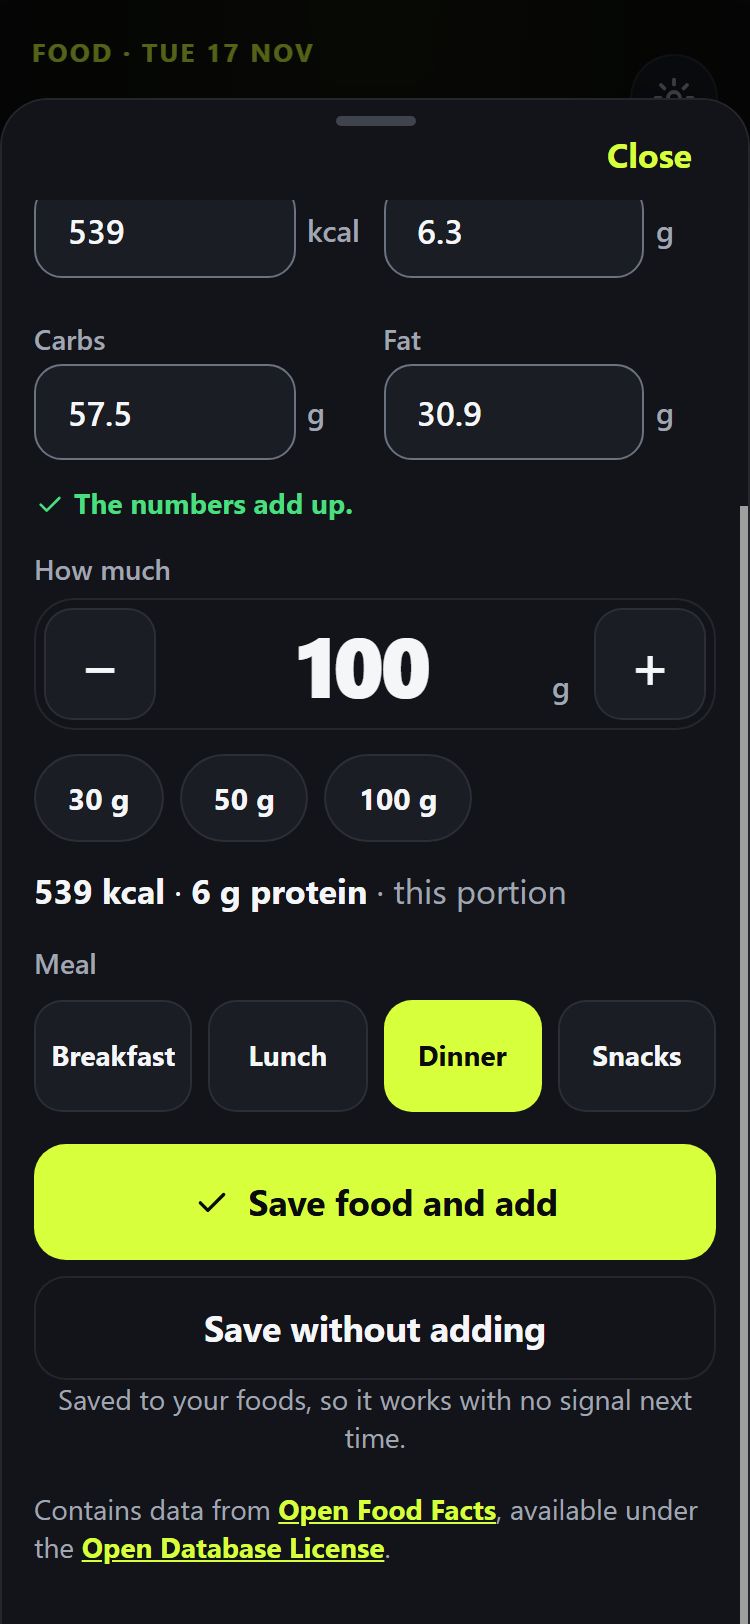 FOOD · TUE 17 NOV
Close
539 kcal 6.3 g
Carbs Fat
57.5 g 30.9 g
The numbers add up.
How much
− 100 g +
30 g 50 g 100 g
539 kcal · 6 g protein · this portion
Meal
Breakfast Lunch Dinner Snacks
Save food and add
Save without adding
Saved to your foods, so it works with no signal next
time.
Contains data from Open Food Facts, available under
the Open Database License.